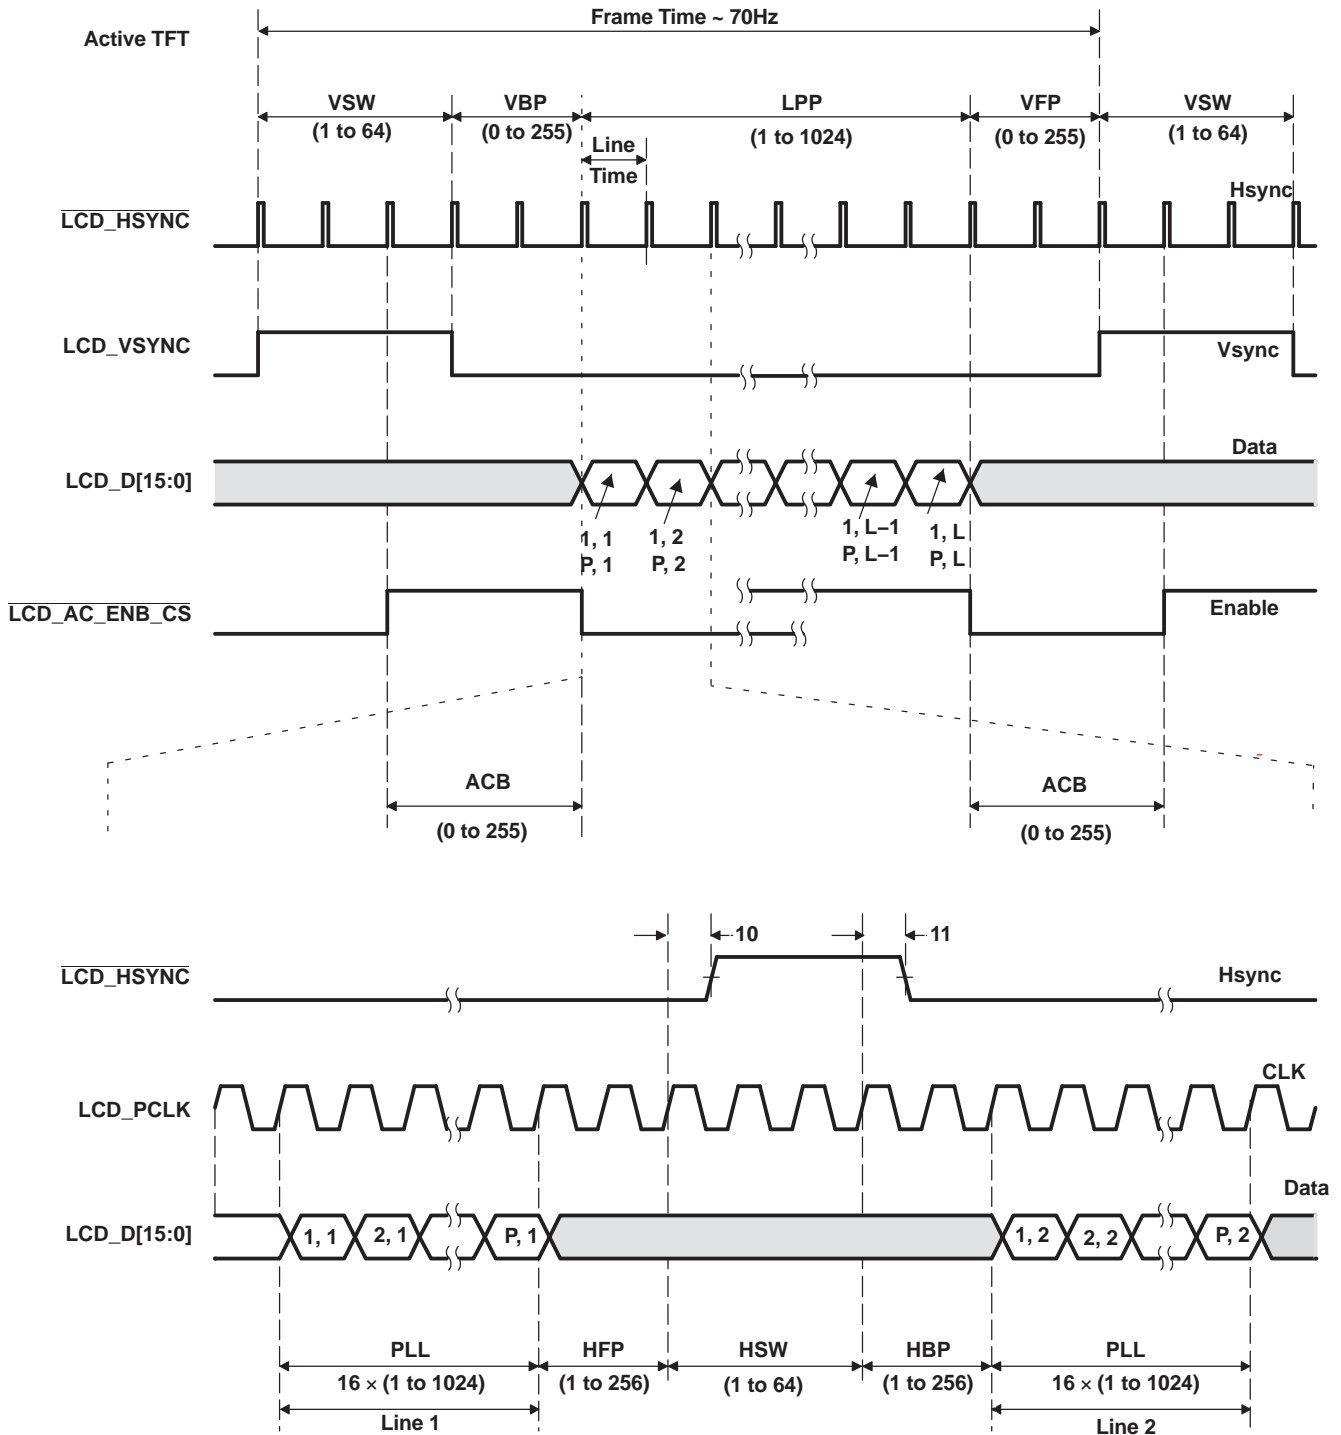 Frame Time ~ 70Hz
Active TFT
VSW VBP LPP VFP VSW
(1 to 64) (0 to 255) (1 to 1024) (0 to 255) (1 to 64)
Line
Time
Hsync
LCD_HSYNC
LCD_VSYNC
Vsync
Data
LCD_D[15:0]
1, 1 1, 2 1, L–1 1, L
P, 1 P, 2 P, L–1 P, L
LCD_AC_ENB_CS
Enable
ACB ACB
(0 to 255) (0 to 255)
10 11
LCD_HSYNC
Hsync
CLK
LCD_PCLK
Data
LCD_D[15:0]
1, 1 2, 1 P, 1 1, 2 2, 2 P, 2
PLL HFP HSW HBP PLL
16 × (1 to 1024) (1 to 256) (1 to 64) (1 to 256) 16 × (1 to 1024)
Line 1 Line 2